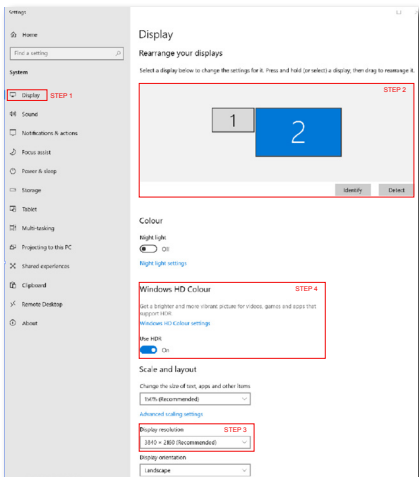 Settings
Home
Find a setting
System
Display STEP 1
Sound
Notifications & actions
Focus assist
Power & sleep
Storage
Tablet
Multi-tasking
Projecting to this PC
Shared experiences
Clipboard
Remote Desktop
About
Display
Rearrange your displays
Select a display below to change the settings for it. Press and hold (or select) a display, then drag to rearrange it.
STEP 2
1
2
Identify Detect
Colour
Night light
Off
Night light settings
Windows HD Colour STEP 4
Get a brighter and more vibrant picture for videos, games and apps that
support HDR.
Windows HD Colour settings
Use HDR
On
Scale and layout
Change the size of text, apps and other items
(Recommended)
Advanced scaling settings
Display resolution STEP 3
3840 × 2160 (Recommended)
Display orientation
Landscape